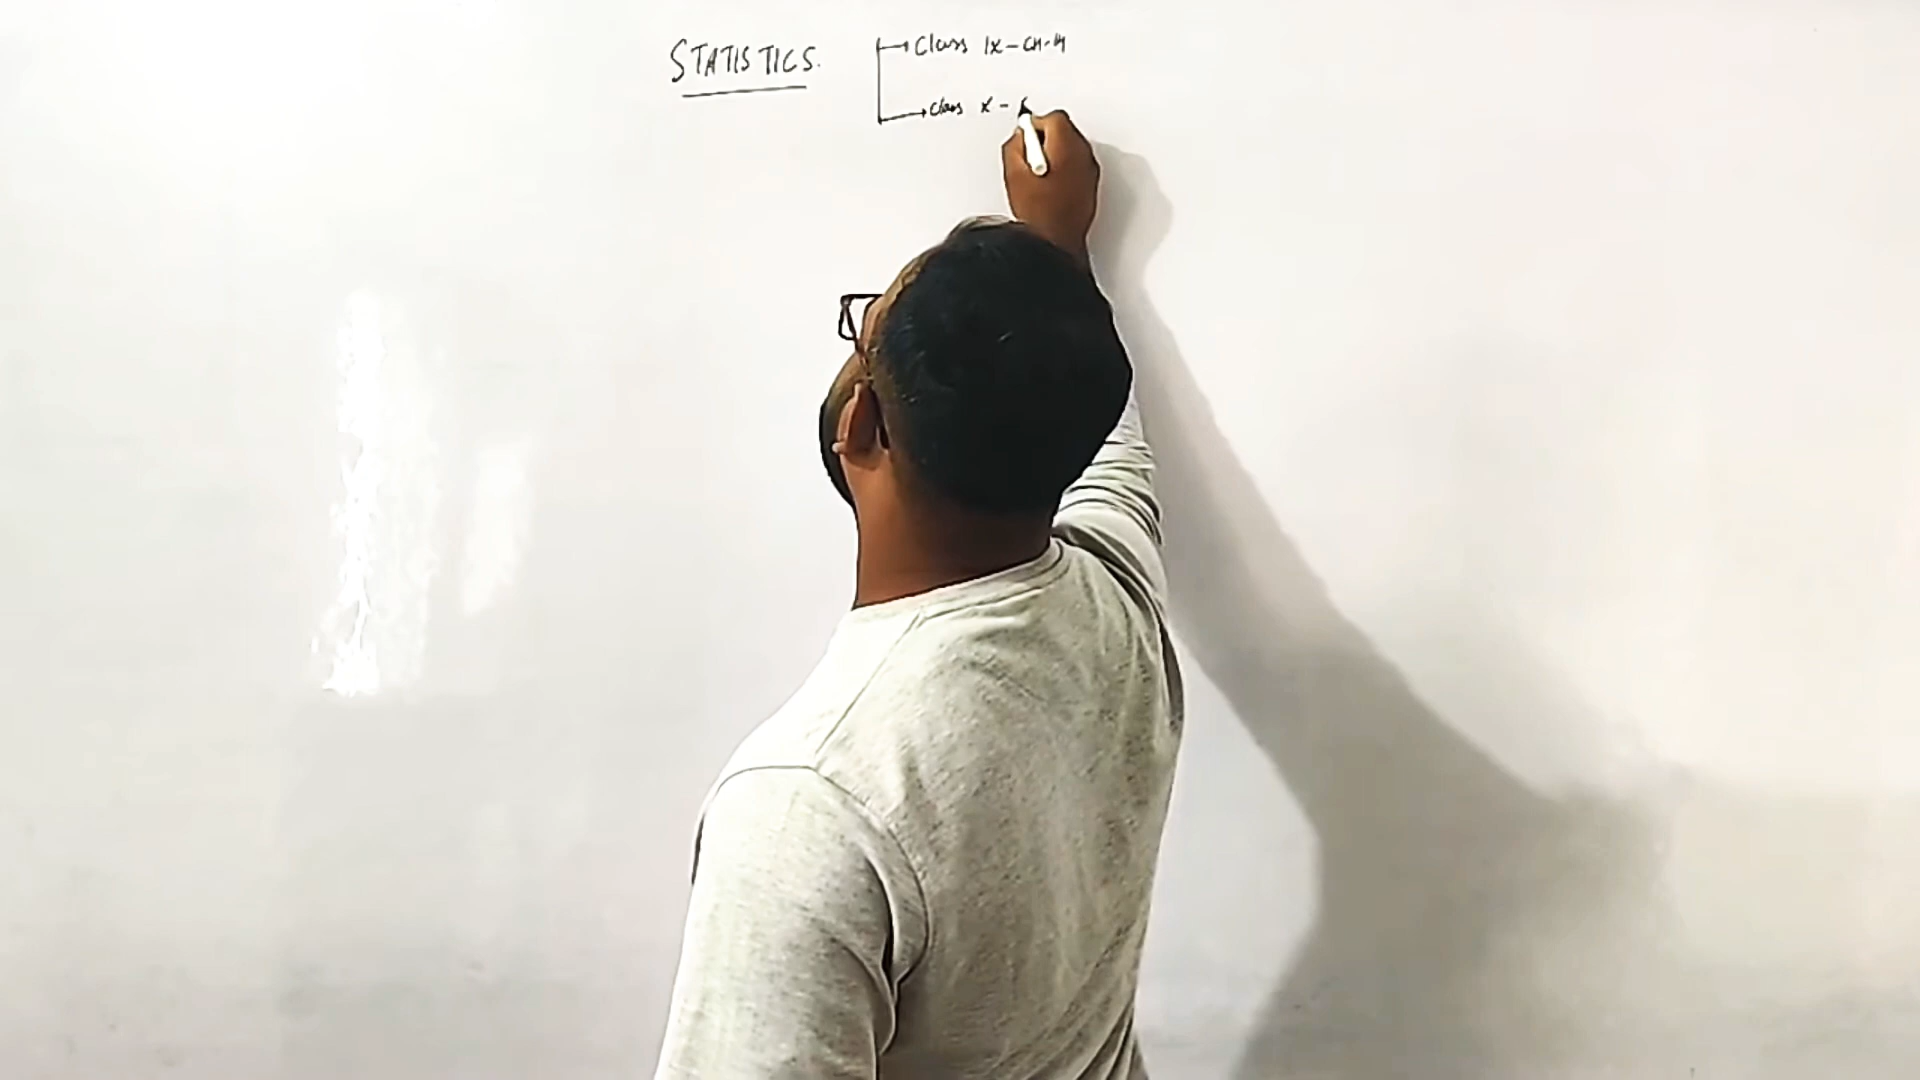 STATISTICS.
Class IX - CH-14
Class X -